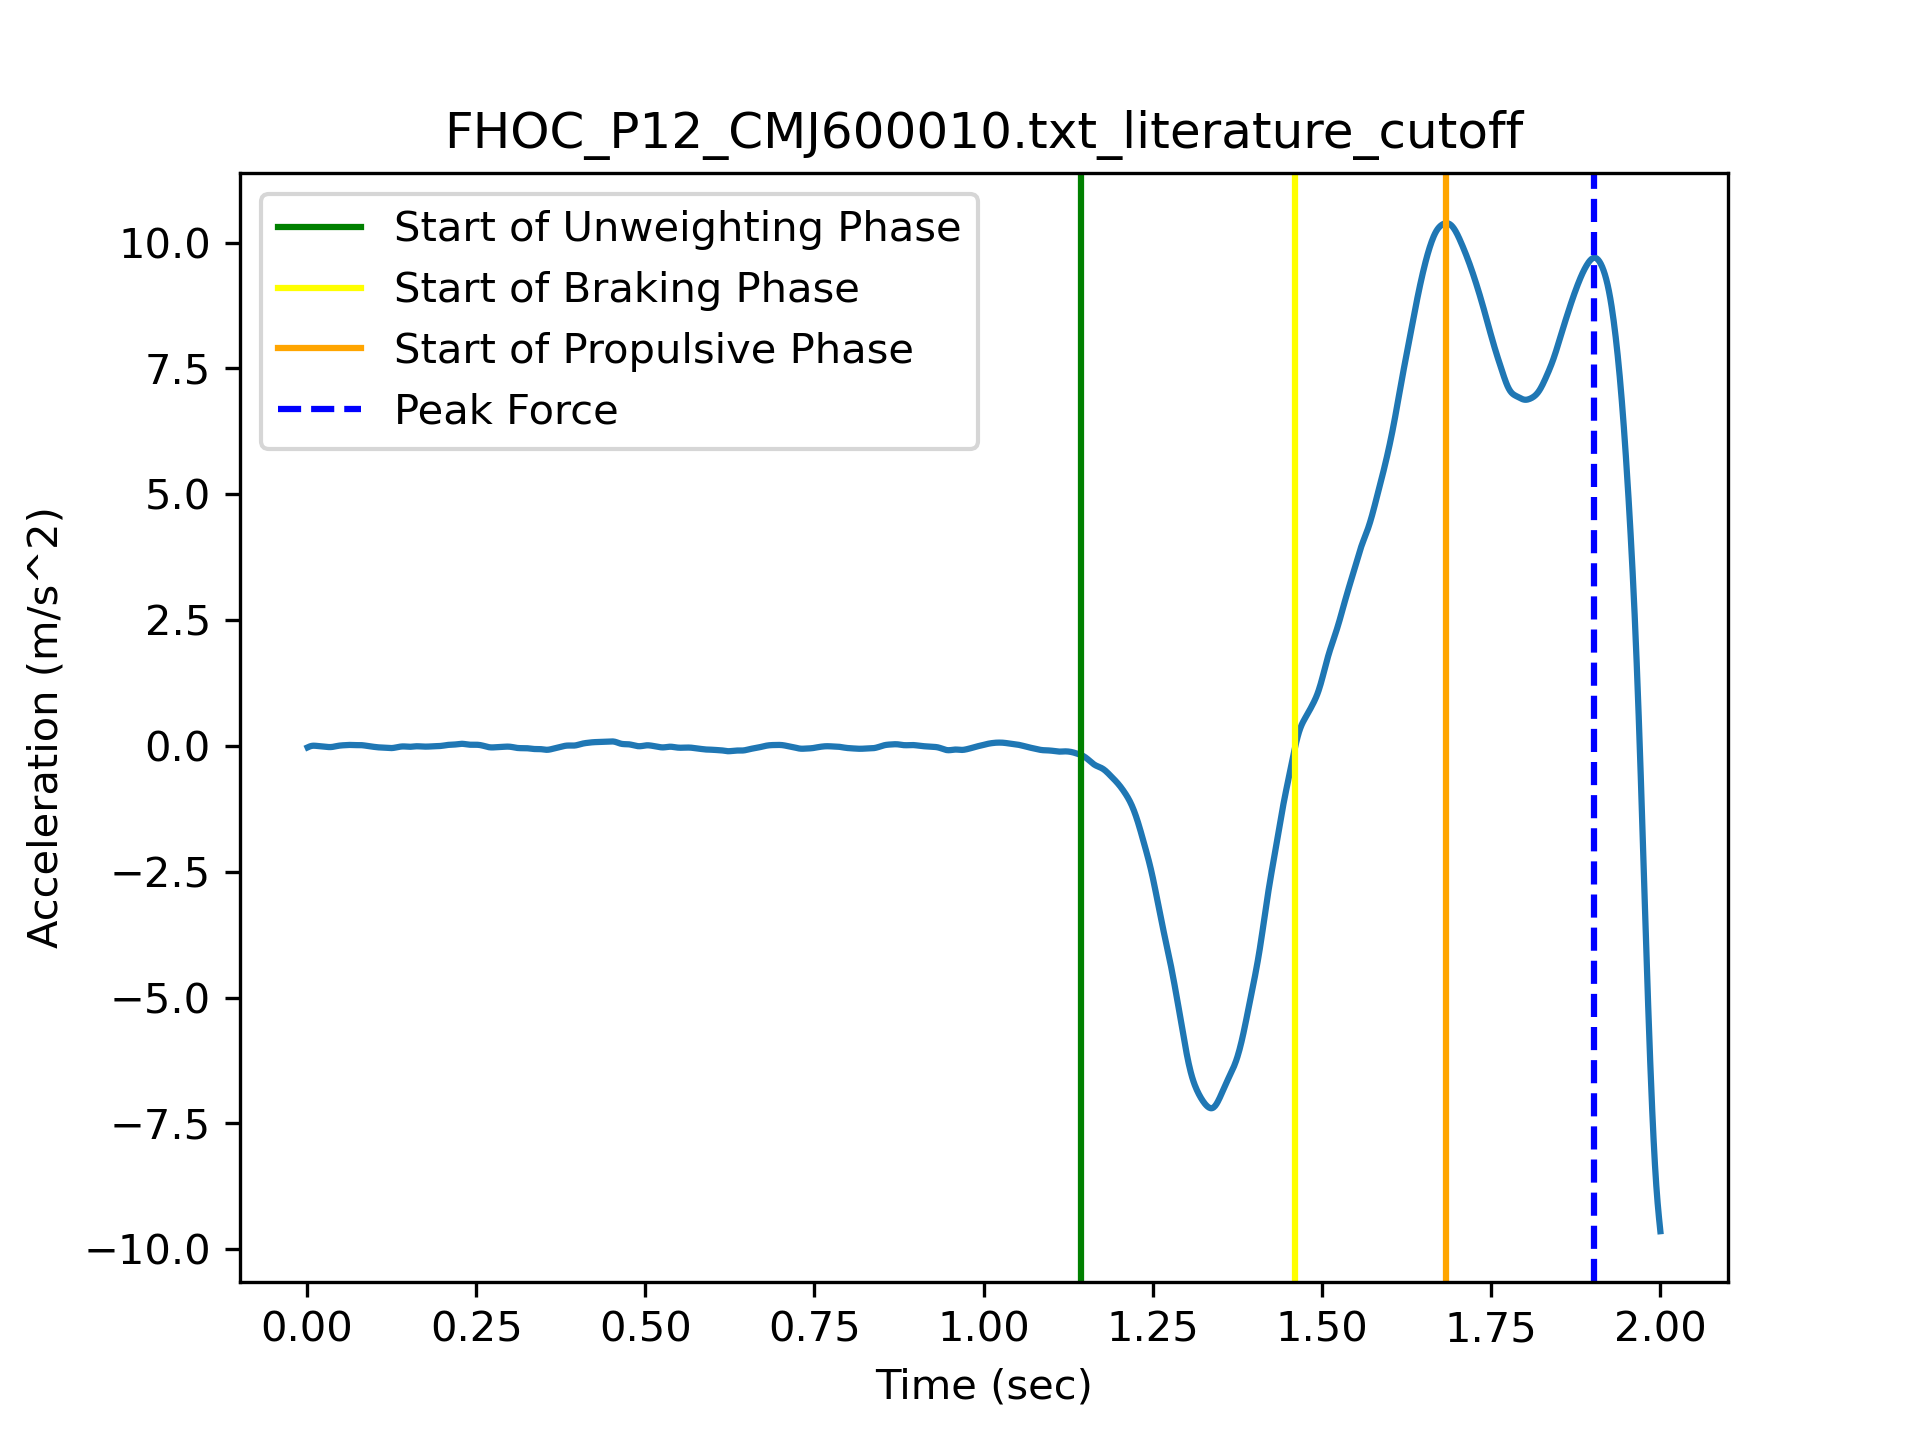 FHOC_P12_CMJ600010.txt_literature_cutoff
Start of Unweighting Phase
Start of Braking Phase
Start of Propulsive Phase
Peak Force
10.0
7.5
5.0
2.5
0.0
−2.5
−5.0
−7.5
−10.0
Acceleration (m/s^2)
0.00 0.25 0.50 0.75 1.00 1.25 1.50 1.75 2.00
Time (sec)